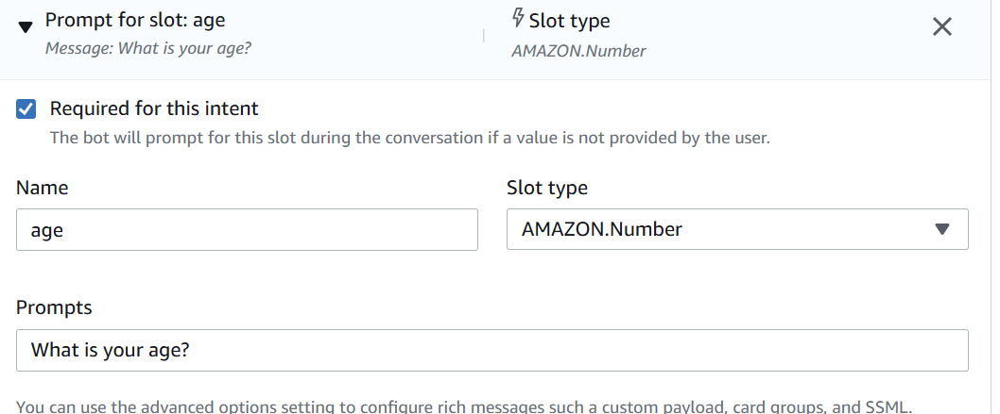 Prompt for slot: age
Message: What is your age?
Slot type
AMAZON.Number
Required for this intent
The bot will prompt for this slot during the conversation if a value is not provided by the user.
Name
Slot type
age
AMAZON.Number
Prompts
What is your age?
You can use the advanced options setting to configure rich messages such a custom payload, card groups, and SSML.